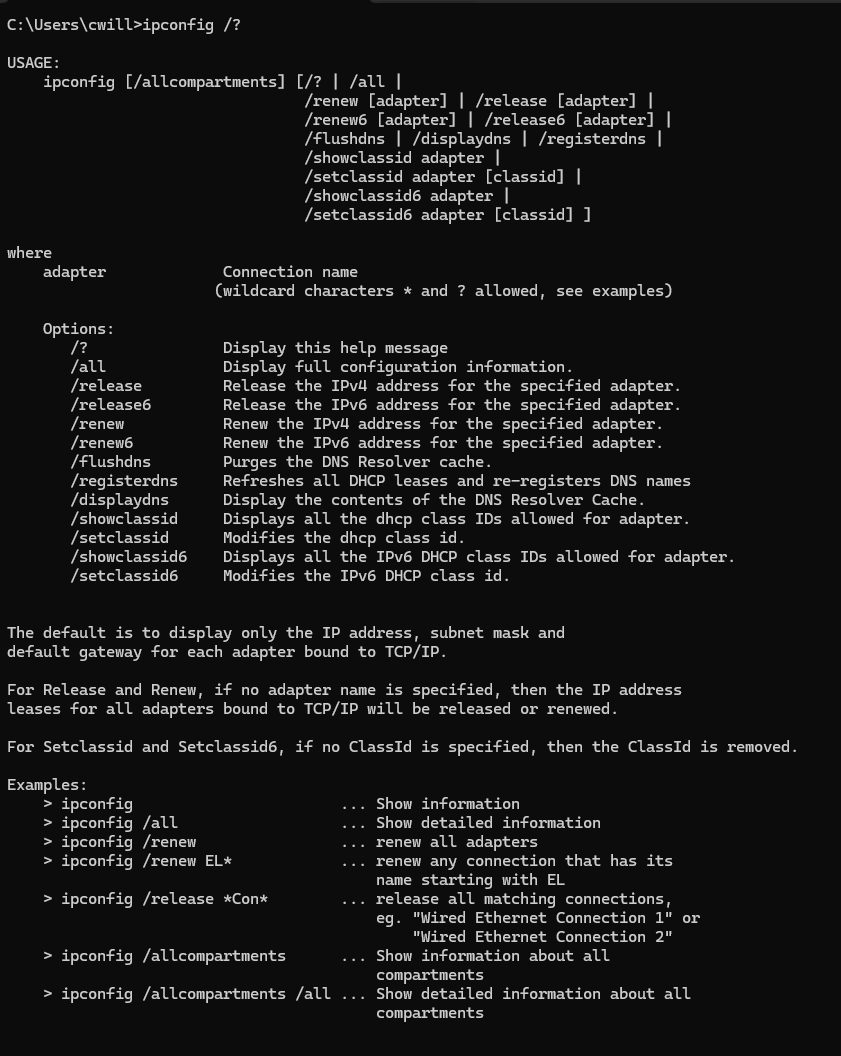 C:\Users\cwill>ipconfig /?

USAGE:
    ipconfig [/allcompartments] [/? | /all |
                                 /renew [adapter] | /release [adapter] |
                                 /renew6 [adapter] | /release6 [adapter] |
                                 /flushdns | /displaydns | /registerdns |
                                 /showclassid adapter |
                                 /setclassid adapter [classid] |
                                 /showclassid6 adapter |
                                 /setclassid6 adapter [classid] ]

where
    adapter             Connection name
                       (wildcard characters * and ? allowed, see examples)

    Options:
       /?               Display this help message
       /all             Display full configuration information.
       /release         Release the IPv4 address for the specified adapter.
       /release6        Release the IPv6 address for the specified adapter.
       /renew           Renew the IPv4 address for the specified adapter.
       /renew6          Renew the IPv6 address for the specified adapter.
       /flushdns        Purges the DNS Resolver cache.
       /registerdns     Refreshes all DHCP leases and re-registers DNS names
       /displaydns      Display the contents of the DNS Resolver Cache.
       /showclassid     Displays all the dhcp class IDs allowed for adapter.
       /setclassid      Modifies the dhcp class id.
       /showclassid6    Displays all the IPv6 DHCP class IDs allowed for adapter.
       /setclassid6     Modifies the IPv6 DHCP class id.


The default is to display only the IP address, subnet mask and
default gateway for each adapter bound to TCP/IP.

For Release and Renew, if no adapter name is specified, then the IP address
leases for all adapters bound to TCP/IP will be released or renewed.

For Setclassid and Setclassid6, if no ClassId is specified, then the ClassId is removed.

Examples:
    > ipconfig                       ... Show information
    > ipconfig /all                  ... Show detailed information
    > ipconfig /renew                ... renew all adapters
    > ipconfig /renew EL*            ... renew any connection that has its
                                         name starting with EL
    > ipconfig /release *Con*        ... release all matching connections,
                                         eg. "Wired Ethernet Connection 1" or
                                             "Wired Ethernet Connection 2"
    > ipconfig /allcompartments      ... Show information about all
                                         compartments
    > ipconfig /allcompartments /all ... Show detailed information about all
                                         compartments